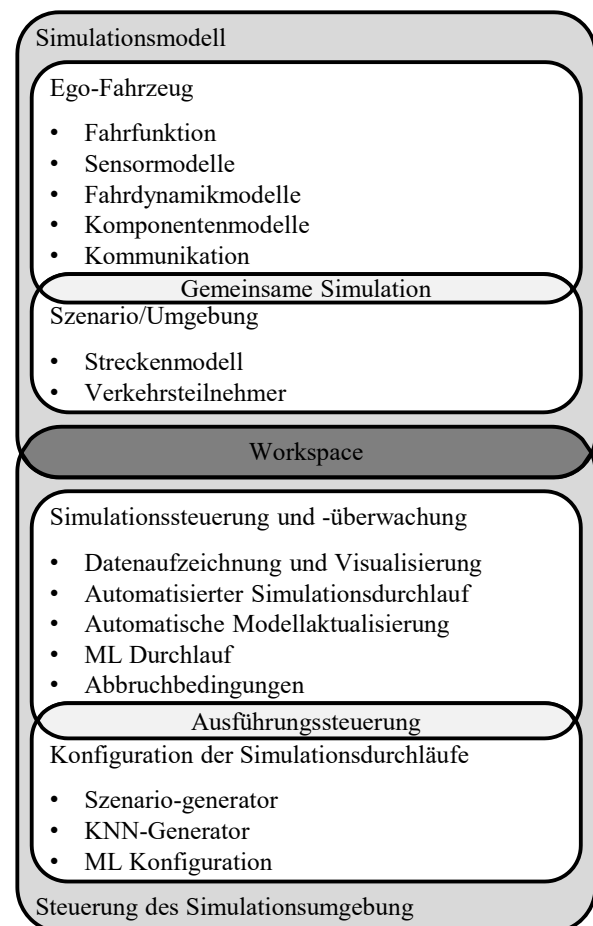 Simulationsmodell
Ego-Fahrzeug
• Fahrfunktion
• Sensormodelle
• Fahrdynamikmodelle
• Komponentenmodelle
• Kommunikation
Gemeinsame Simulation
Szenario/Umgebung
• Streckenmodell
• Verkehrsteilnehmer
Workspace
Simulationssteuerung und -überwachung
• Datenaufzeichnung und Visualisierung
• Automatisierter Simulationsdurchlauf
• Automatische Modellaktualisierung
• ML Durchlauf
• Abbruchbedingungen
Ausführungssteuerung
Konfiguration der Simulationsdurchläufe
• Szenario-generator
• KNN-Generator
• ML Konfiguration
Steuerung des Simulationsumgebung